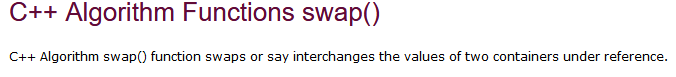 C++ Algorithm Functions swap()
C++ Algorithm swap() function swaps or say interchanges the values of two containers under reference.